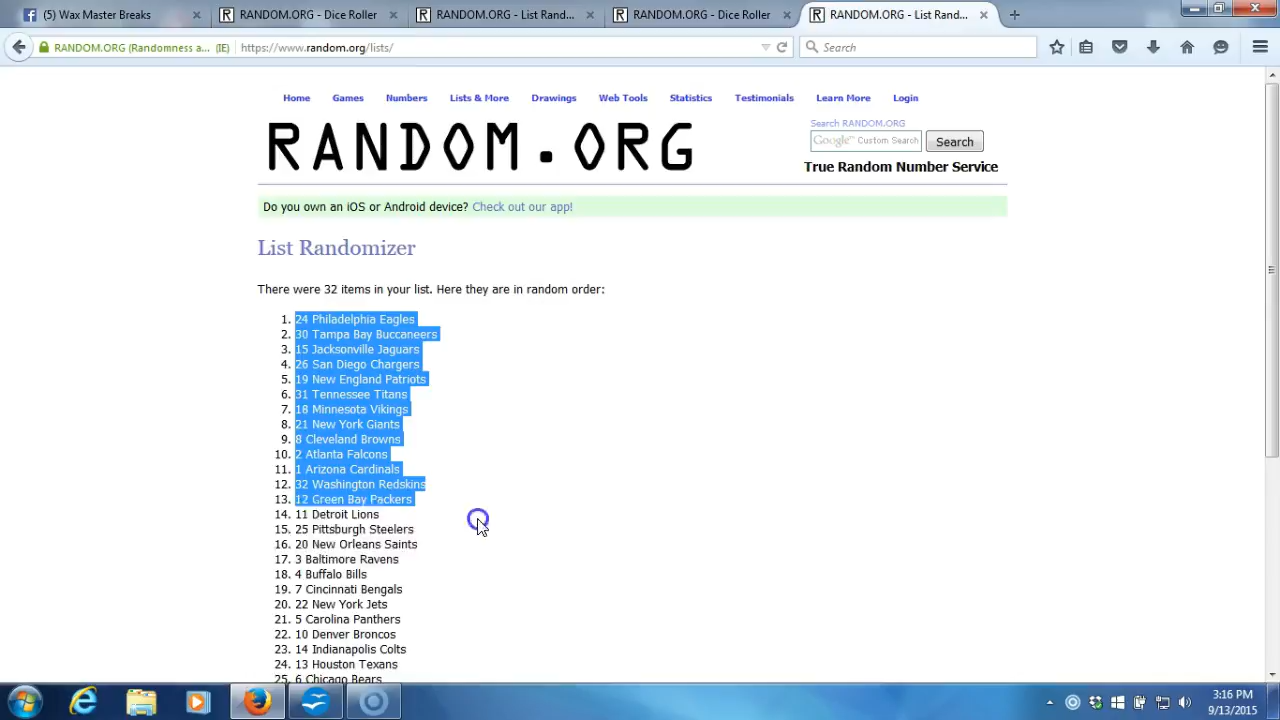 (5) Wax Master Breaks
RANDOM.ORG - Dice Roller
RANDOM.ORG - List Rand...
RANDOM.ORG - Dice Roller
RANDOM.ORG - List Rand...
RANDOM.ORG (Randomness a... (IE)
https://www.random.org/lists/
Search
Home Games Numbers Lists & More Drawings Web Tools Statistics Testimonials Learn More Login
RANDOM.ORG
Search RANDOM.ORG
Google™ Custom Search
Search
True Random Number Service
Do you own an iOS or Android device? Check out our app!
List Randomizer
There were 32 items in your list. Here they are in random order:
1. 24 Philadelphia Eagles
2. 30 Tampa Bay Buccaneers
3. 15 Jacksonville Jaguars
4. 26 San Diego Chargers
5. 19 New England Patriots
6. 31 Tennessee Titans
7. 18 Minnesota Vikings
8. 21 New York Giants
9. 8 Cleveland Browns
10. 2 Atlanta Falcons
11. 1 Arizona Cardinals
12. 32 Washington Redskins
13. 12 Green Bay Packers
14. 11 Detroit Lions
15. 25 Pittsburgh Steelers
16. 20 New Orleans Saints
17. 3 Baltimore Ravens
18. 4 Buffalo Bills
19. 7 Cincinnati Bengals
20. 22 New York Jets
21. 5 Carolina Panthers
22. 10 Denver Broncos
23. 14 Indianapolis Colts
24. 13 Houston Texans
25. 6 Chicago Bears
3:16 PM
9/13/2015